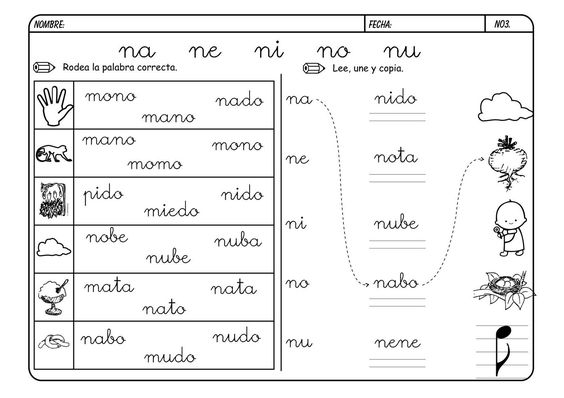 NOMBRE: FECHA: NO3.
na ne ni no nu
Rodea la palabra correcta.
mono nado
mano
mano mono
momo
pido nido
miedo
nobe nuba
nube
mata nata
nato
nabo nudo
mudo
Lee, une y copia.
na nido
ne nota
ni nube
no nabo
nu nene